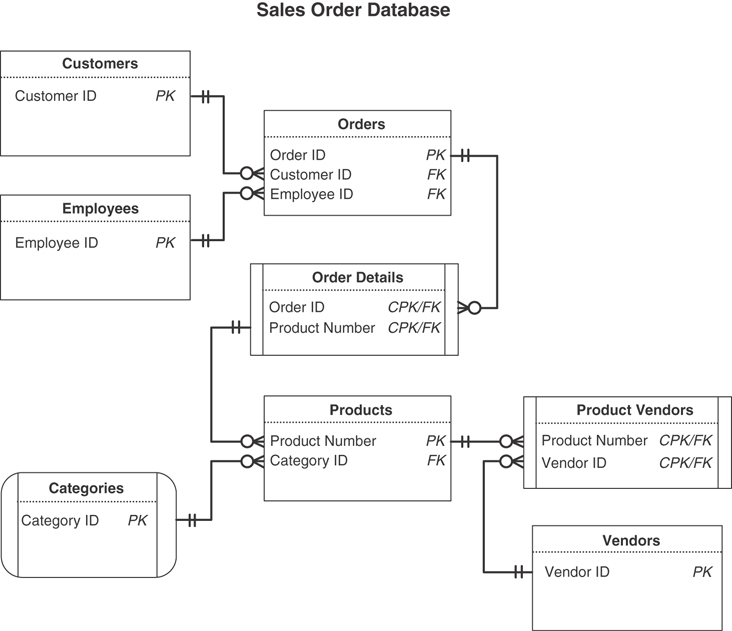 Sales Order Database
Customers
Customer ID PK
Orders
Order ID PK
Customer ID FK
Employee ID FK
Employees
Employee ID PK
Order Details
Order ID CPK/FK
Product Number CPK/FK
Products
Product Number PK
Category ID FK
Product Vendors
Product Number CPK/FK
Vendor ID CPK/FK
Categories
Category ID PK
Vendors
Vendor ID PK